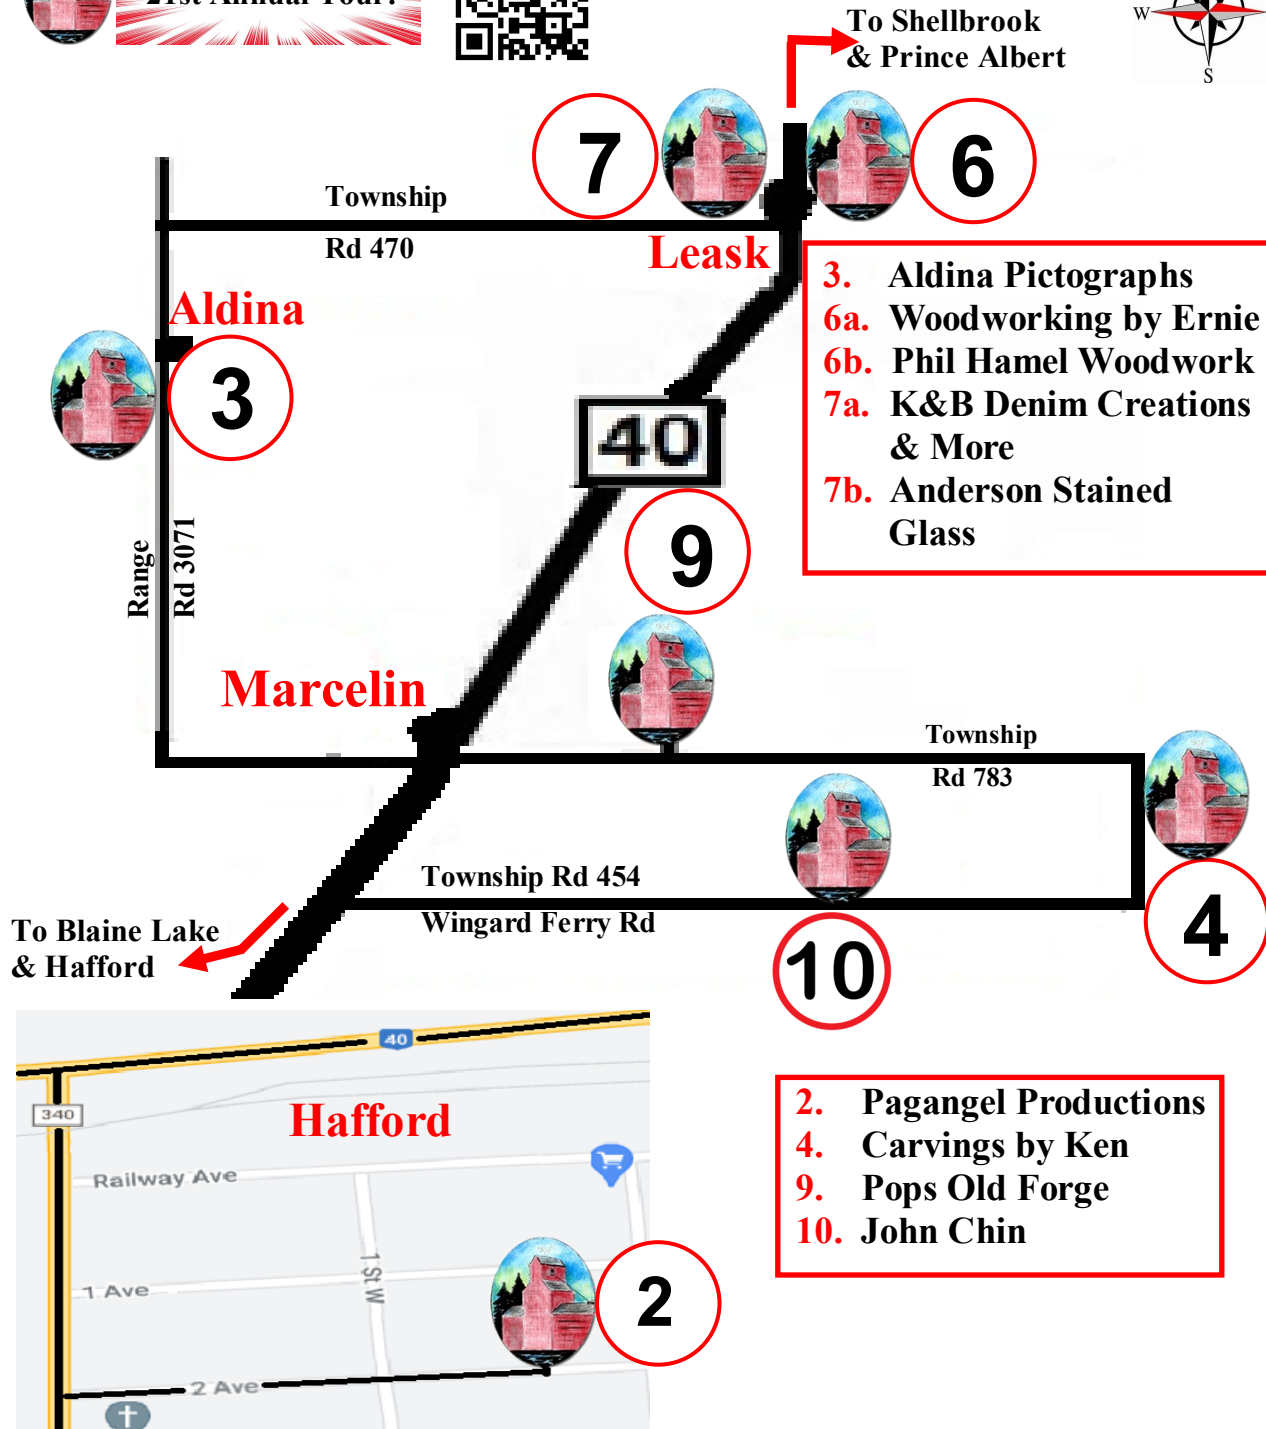 21st Annual Tour!
W
S
To Shellbrook
& Prince Albert
7
6
Township
Rd 470
Leask
Aldina
3
3. Aldina Pictographs
6a. Woodworking by Ernie
6b. Phil Hamel Woodwork
7a. K&B Denim Creations
& More
7b. Anderson Stained
Glass
40
9
Range
Rd 3071
Marcelin
Township
Rd 783
Township Rd 454
Wingard Ferry Rd
4
10
To Blaine Lake
& Hafford
40
340
Hafford
Railway Ave
1 Ave
1 St W
2
2 Ave
2. Pagangel Productions
4. Carvings by Ken
9. Pops Old Forge
10. John Chin